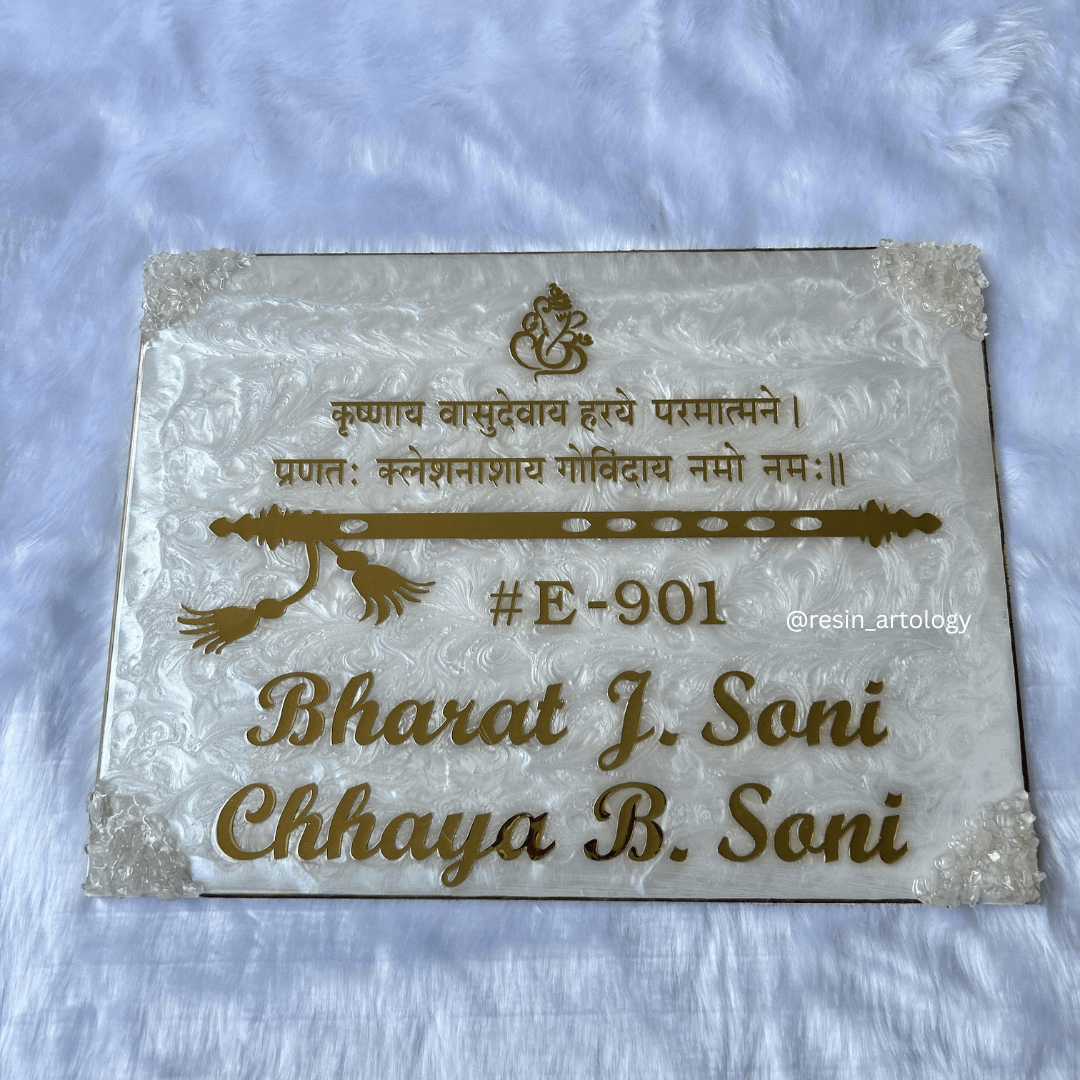 कृष्णाय वासुदेवाय हरये परमात्मने।
प्रणतः क्लेशनाशाय गोविंदाय नमो नमः॥
#E-901
@resin_artology
Bharat J. Soni
Chhaya B. Soni